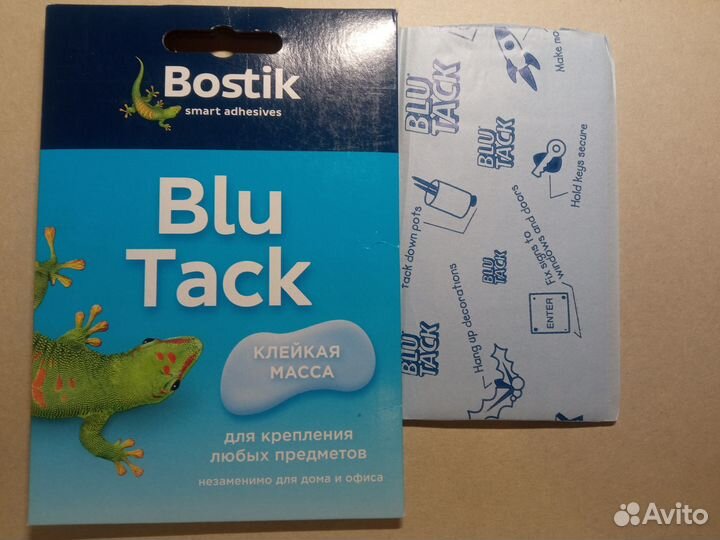 Bostik
smart adhesives
Blu
Tack
КЛЕЙКАЯ
МАССА
для крепления
любых предметов
незаменимо для дома и офиса
BLU
TACK
Make mo
BLU
TACK
Hold keys secure
Tack down pots
BLU
TACK
Fix signs to
windows and doors
ENTER
BLU
TACK
Hang up decorations
Avito